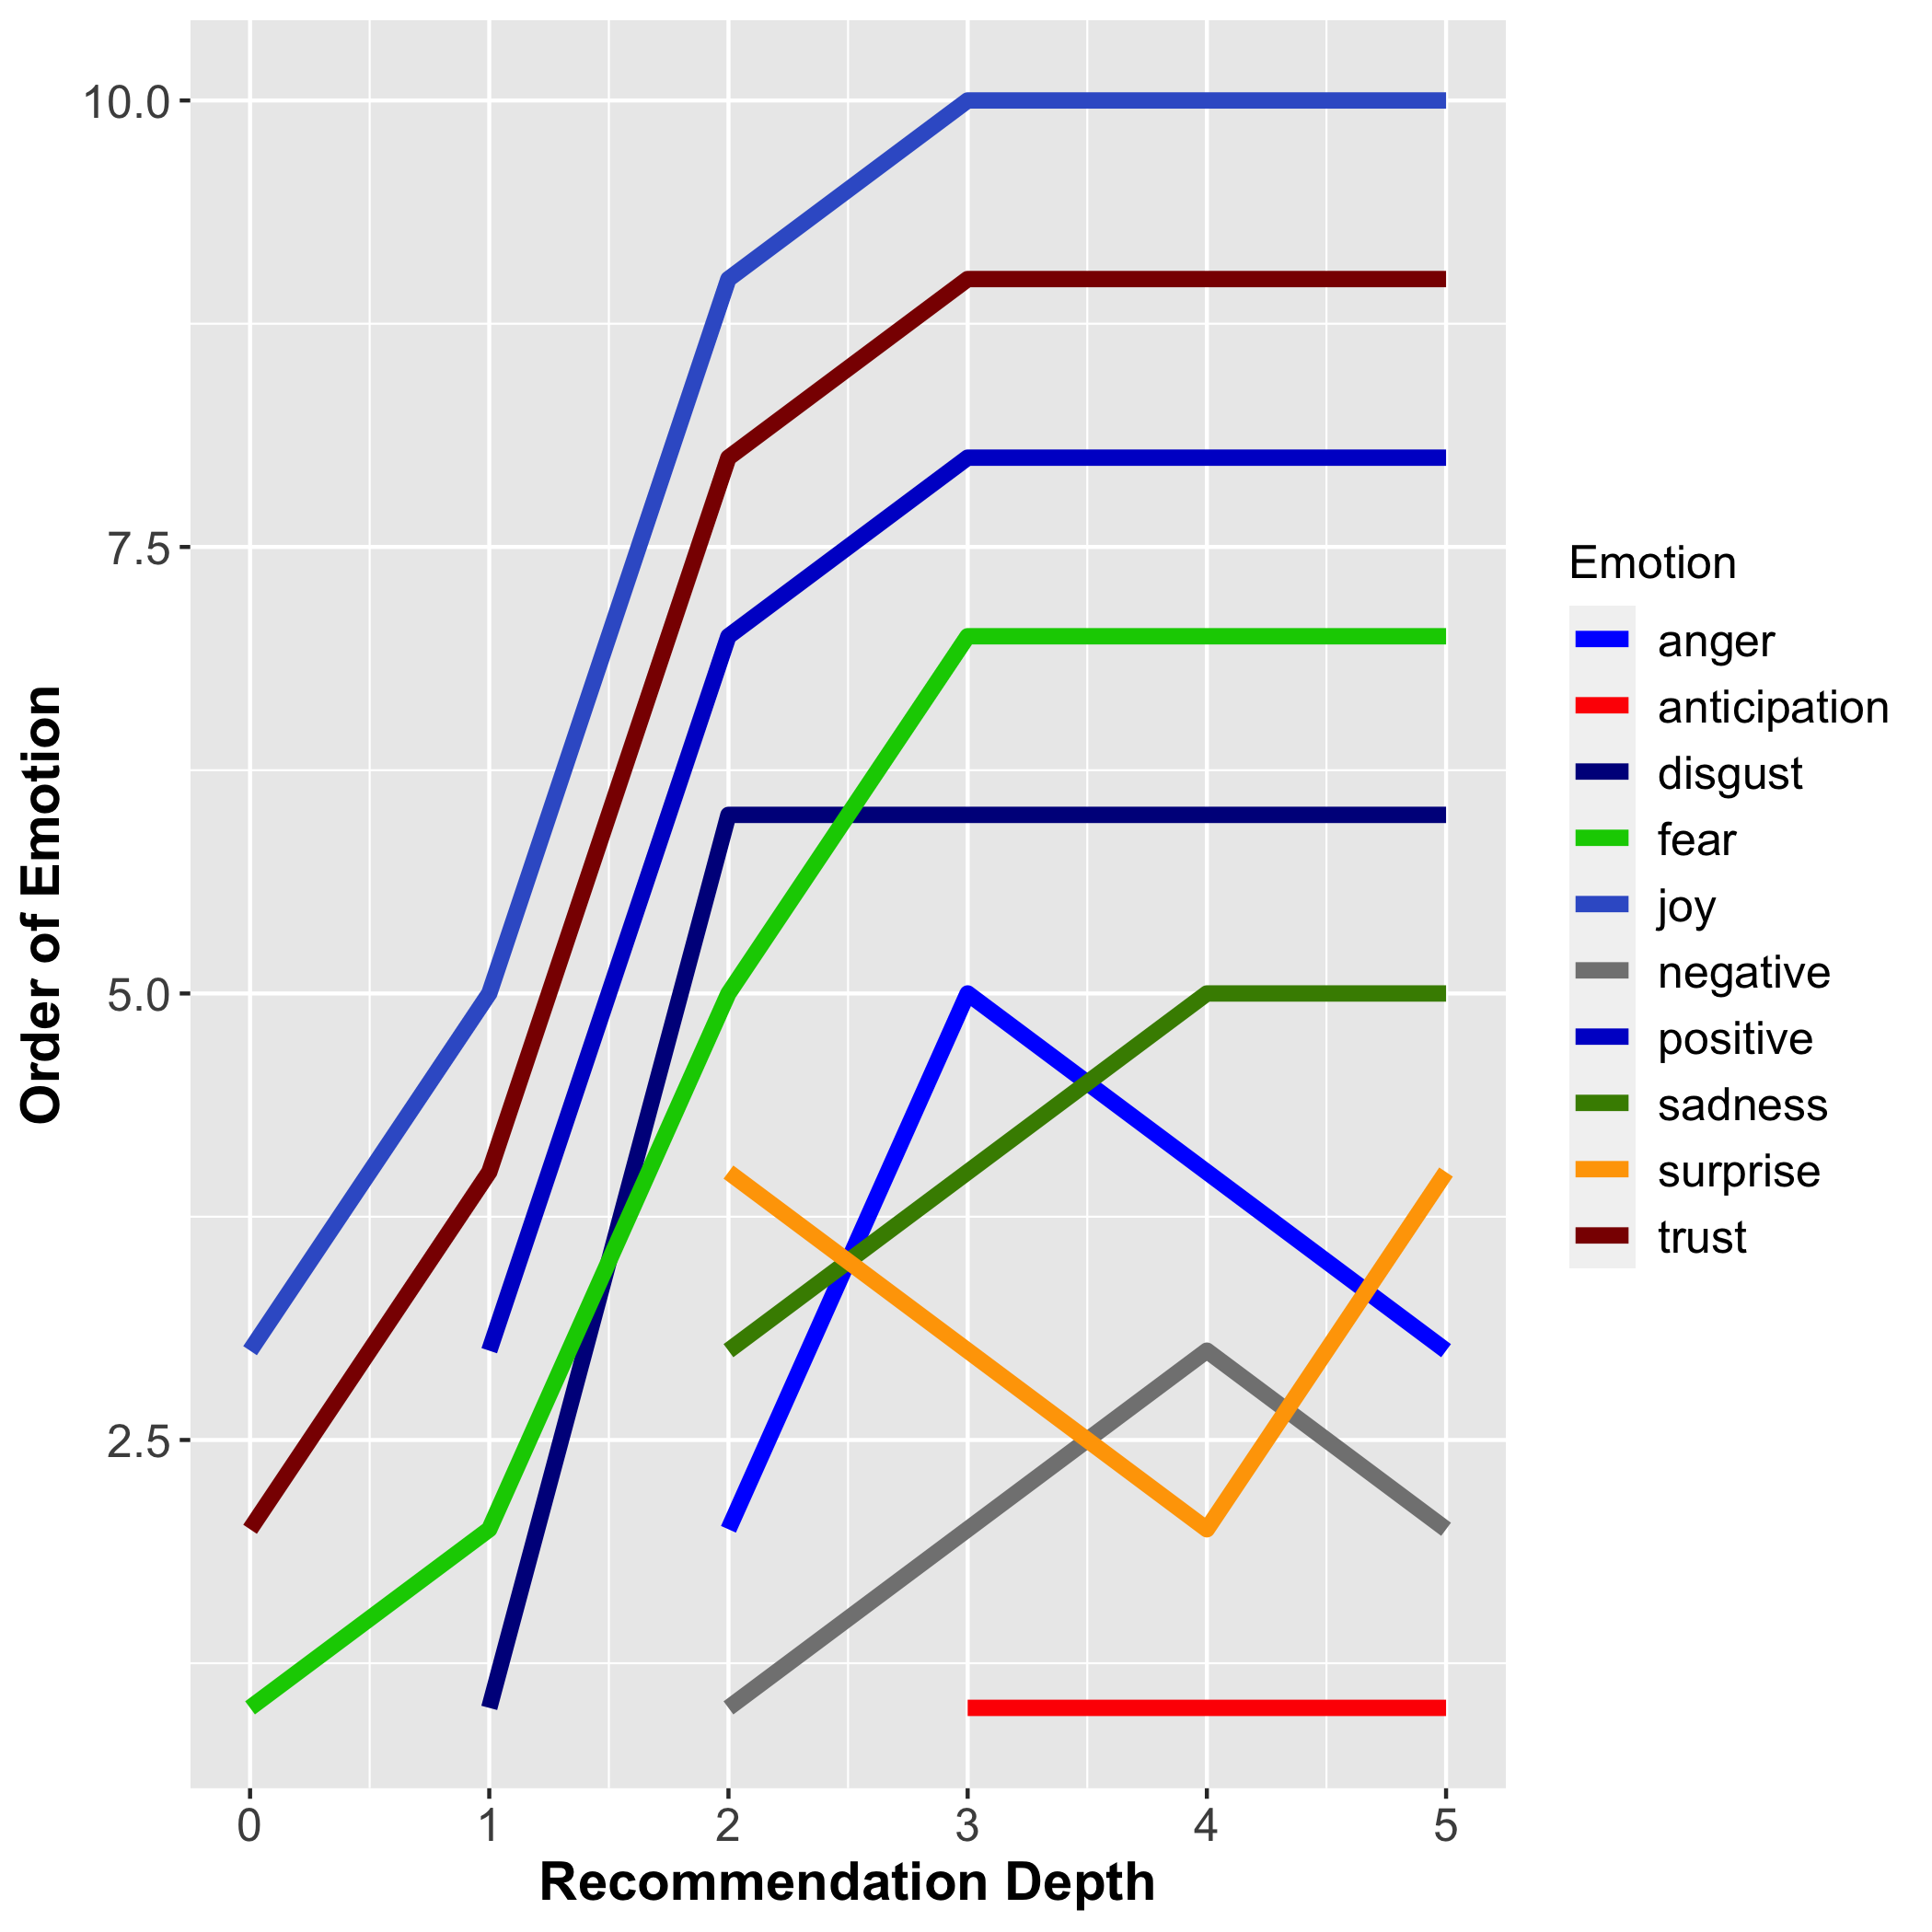 10.0
7.5
5.0
2.5
Order of Emotion
0 1 2 3 4 5
Recommendation Depth
Emotion
anger
anticipation
disgust
fear
joy
negative
positive
sadness
surprise
trust